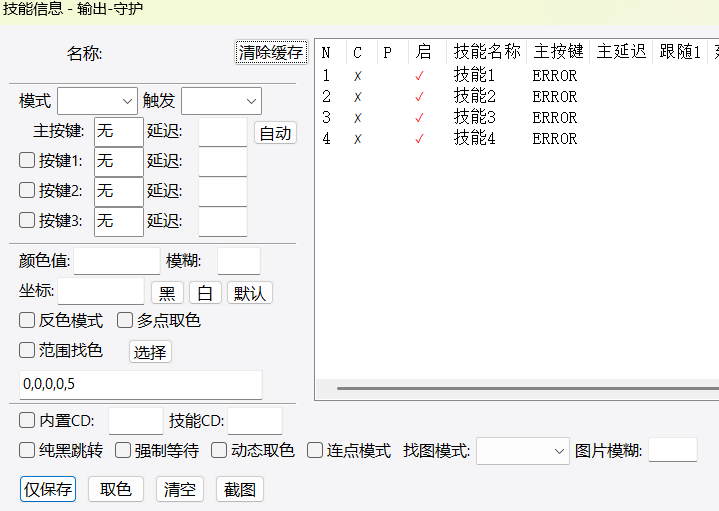 技能信息 - 输出-守护
名称: 清除缓存
模式 触发
主按键: 无 延迟: 自动
按键1: 无 延迟:
按键2: 无 延迟:
按键3: 无 延迟:
颜色值: 模糊:
坐标: 黑 白 默认
反色模式 多点取色
范围找色 选择
0,0,0,0,5
内置CD: 技能CD:
纯黑跳转 强制等待 动态取色 连点模式 找图模式: 图片模糊:
仅保存 取色 清空 截图
N C P 启 技能名称 主按键 主延迟 跟随1
1 ✗ ✓ 技能1 ERROR
2 ✗ ✓ 技能2 ERROR
3 ✗ ✓ 技能3 ERROR
4 ✗ ✓ 技能4 ERROR